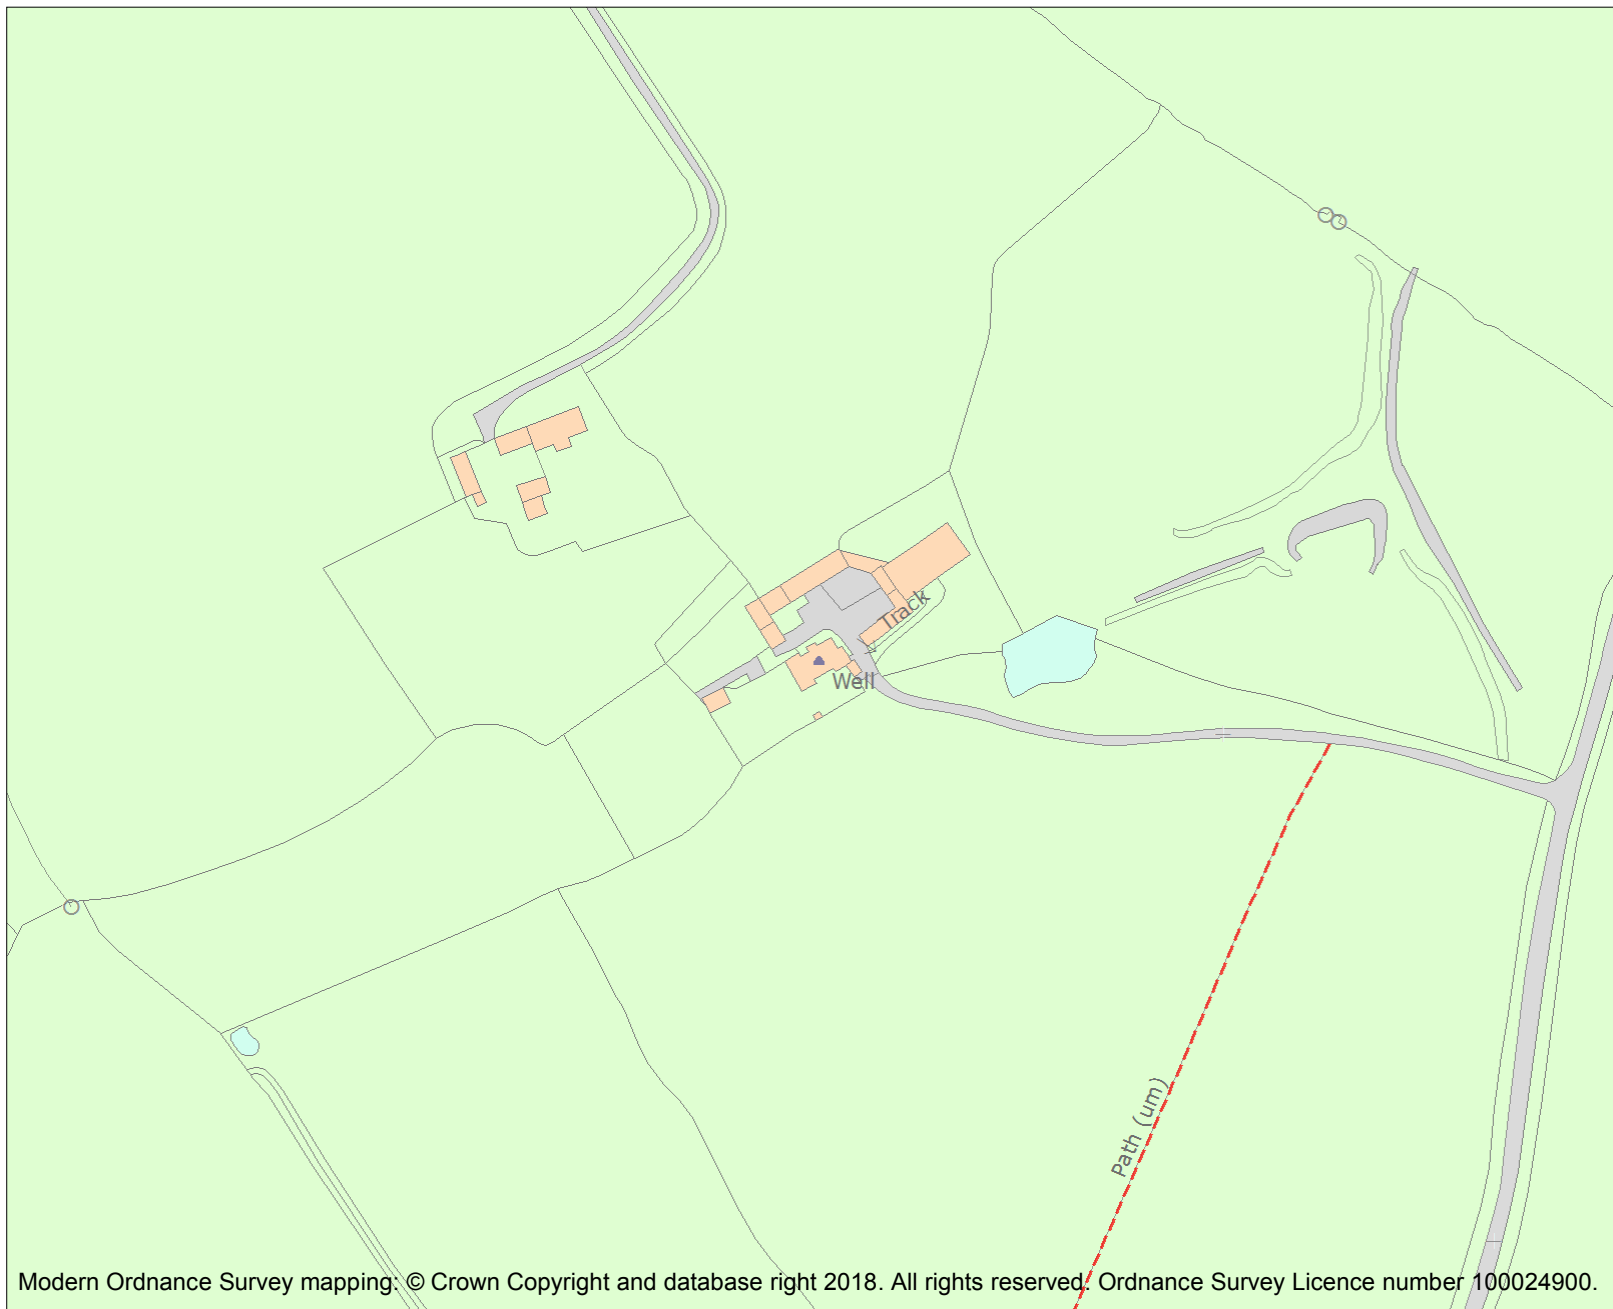 Track
Well
Path (um)
Modern Ordnance Survey mapping: © Crown Copyright and database right 2018. All rights reserved. Ordnance Survey Licence number 100024900.